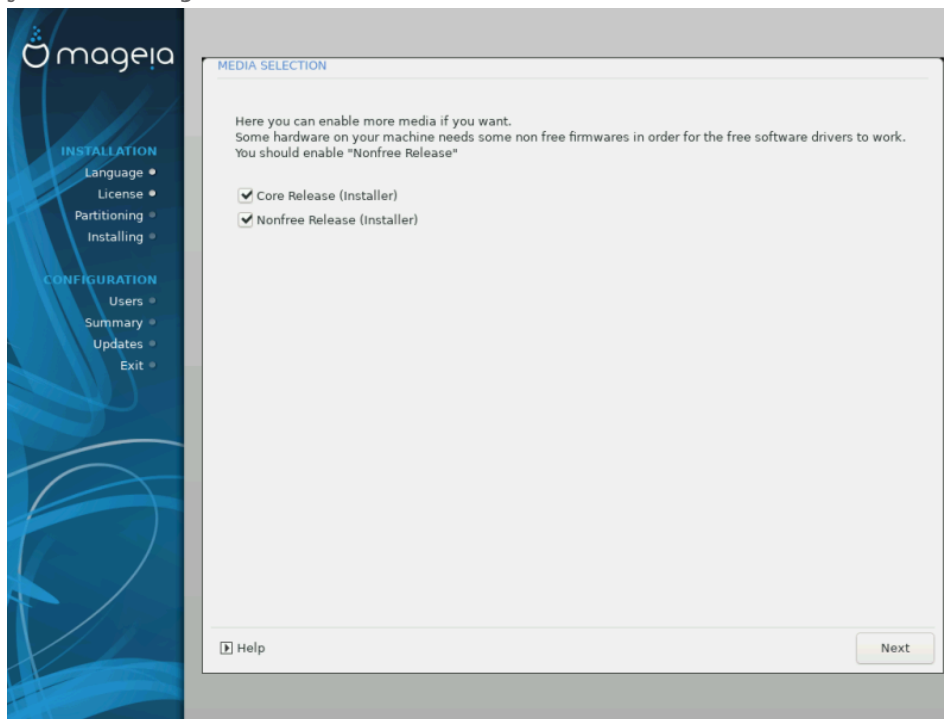 mageia
INSTALLATION
Language
License
Partitioning
Installing
CONFIGURATION
Users
Summary
Updates
Exit
MEDIA SELECTION
Here you can enable more media if you want.
Some hardware on your machine needs some non free firmwares in order for the free software drivers to work.
You should enable "Nonfree Release"
Core Release (Installer)
Nonfree Release (Installer)
Help
Next